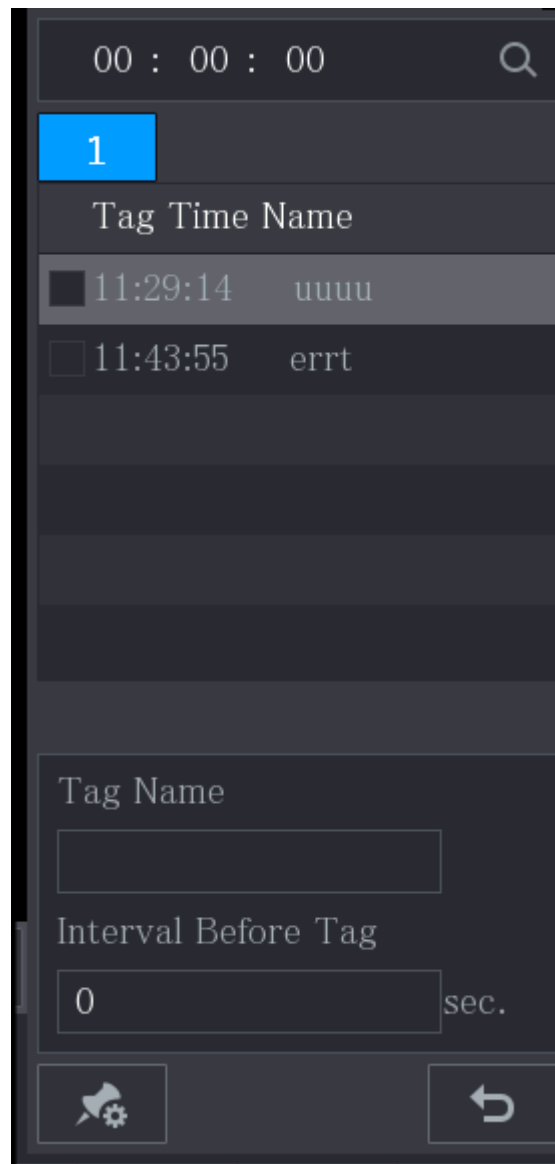 00 : 00 : 00
1
Tag Time Name
11:29:14 uuuu
11:43:55 errt
Tag Name
Interval Before Tag
0 sec.